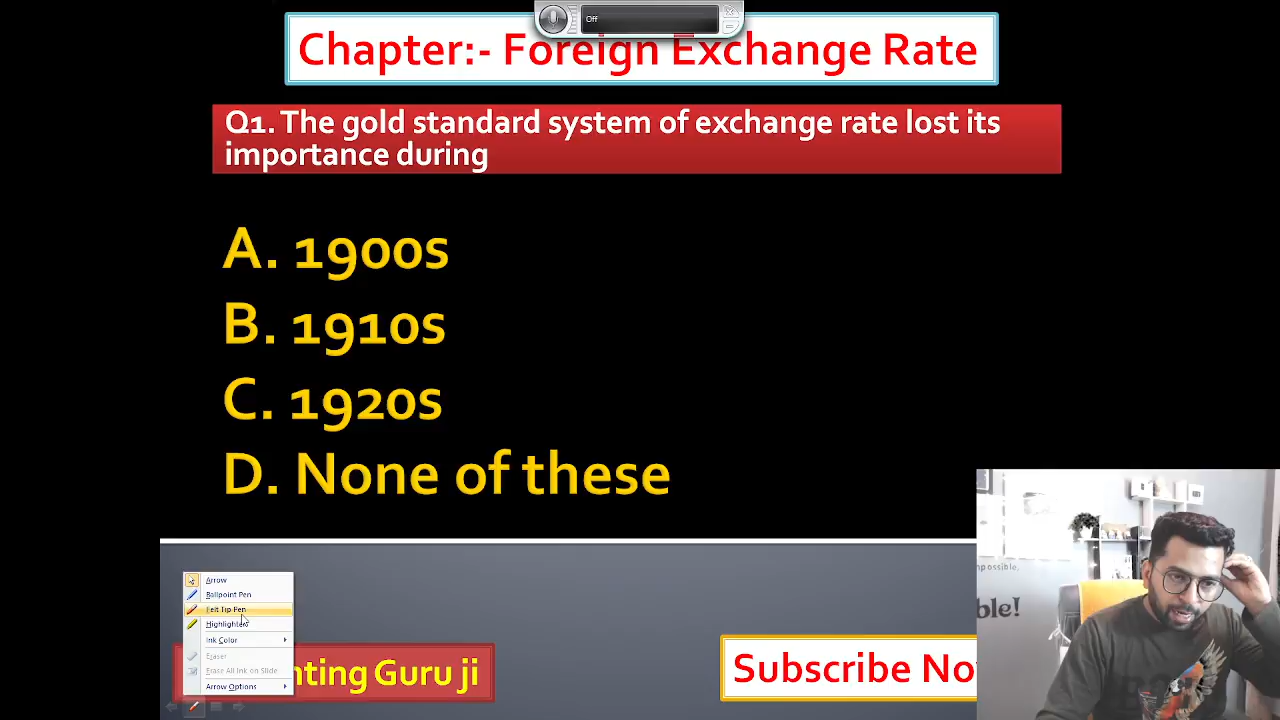 Off
Chapter:- Foreign Exchange Rate
Q1. The gold standard system of exchange rate lost its
importance during
A. 1900s
B. 1910s
C. 1920s
D. None of these
Arrow
Ballpoint Pen
Felt Tip Pen
Highlighter
Ink Color
Eraser
Erase All Ink on Slide
Arrow Options
nting Guru ji
Subscribe No
mpossible,
ble!